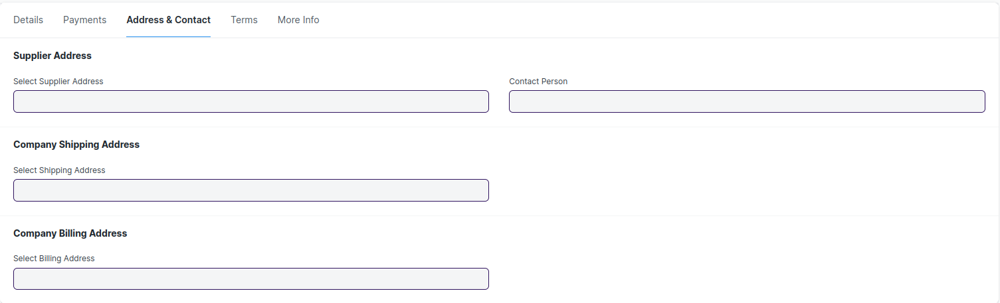 Details Payments Address & Contact Terms More Info
Supplier Address
Select Supplier Address Contact Person
Company Shipping Address
Select Shipping Address
Company Billing Address
Select Billing Address